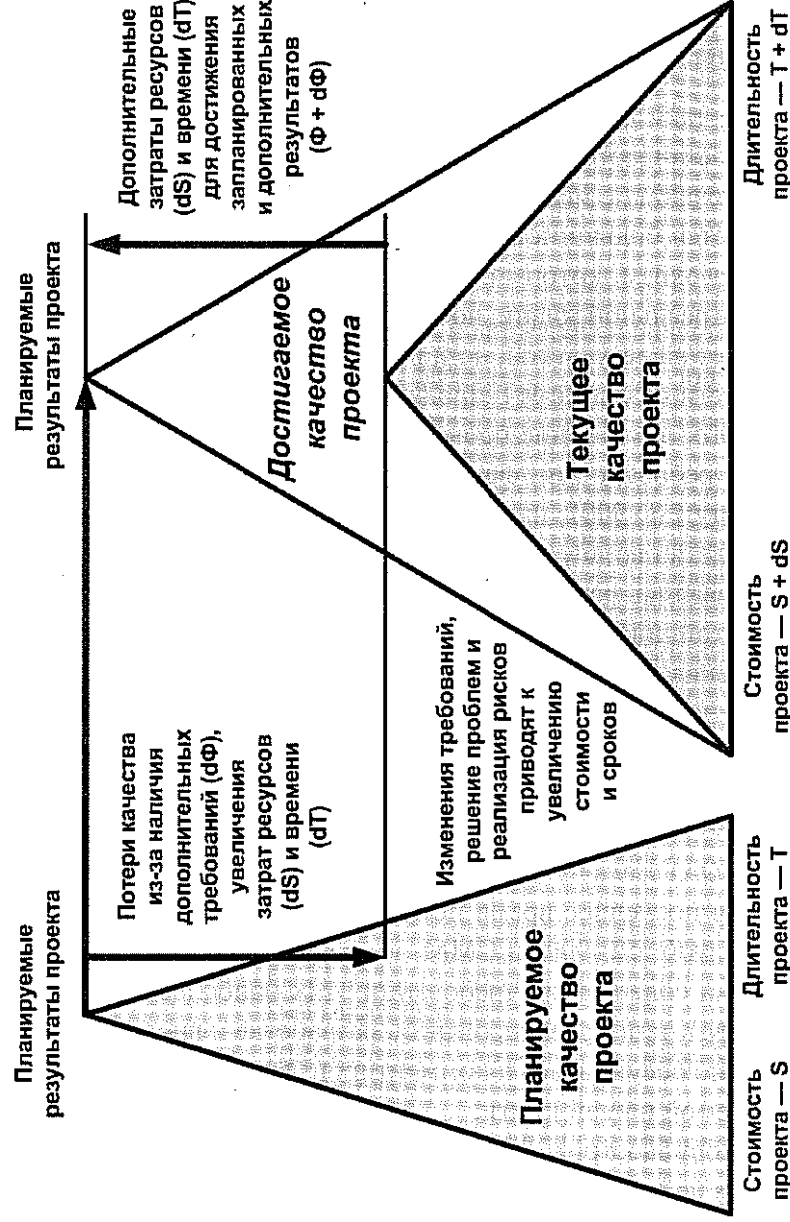 Планируемые
результаты проекта
Планируемые
результаты проекта
Потери качества
из-за наличия
дополнительных
требований (dФ),
увеличения
затрат ресурсов
(dS) и времени
(dT)
Дополнительные
затраты ресурсов
(dS) и времени (dT)
для достижения
запланированных
и дополнительных
результатов
(Ф + dФ)
Достигаемое
качество
проекта
Изменения требований,
решение проблем и
реализация рисков
приводят к
увеличению
стоимости
и сроков
Планируемое
качество
проекта
Текущее
качество
проекта
Стоимость
проекта — S
Длительность
проекта — T
Стоимость
проекта — S + dS
Длительность
проекта — T + dT